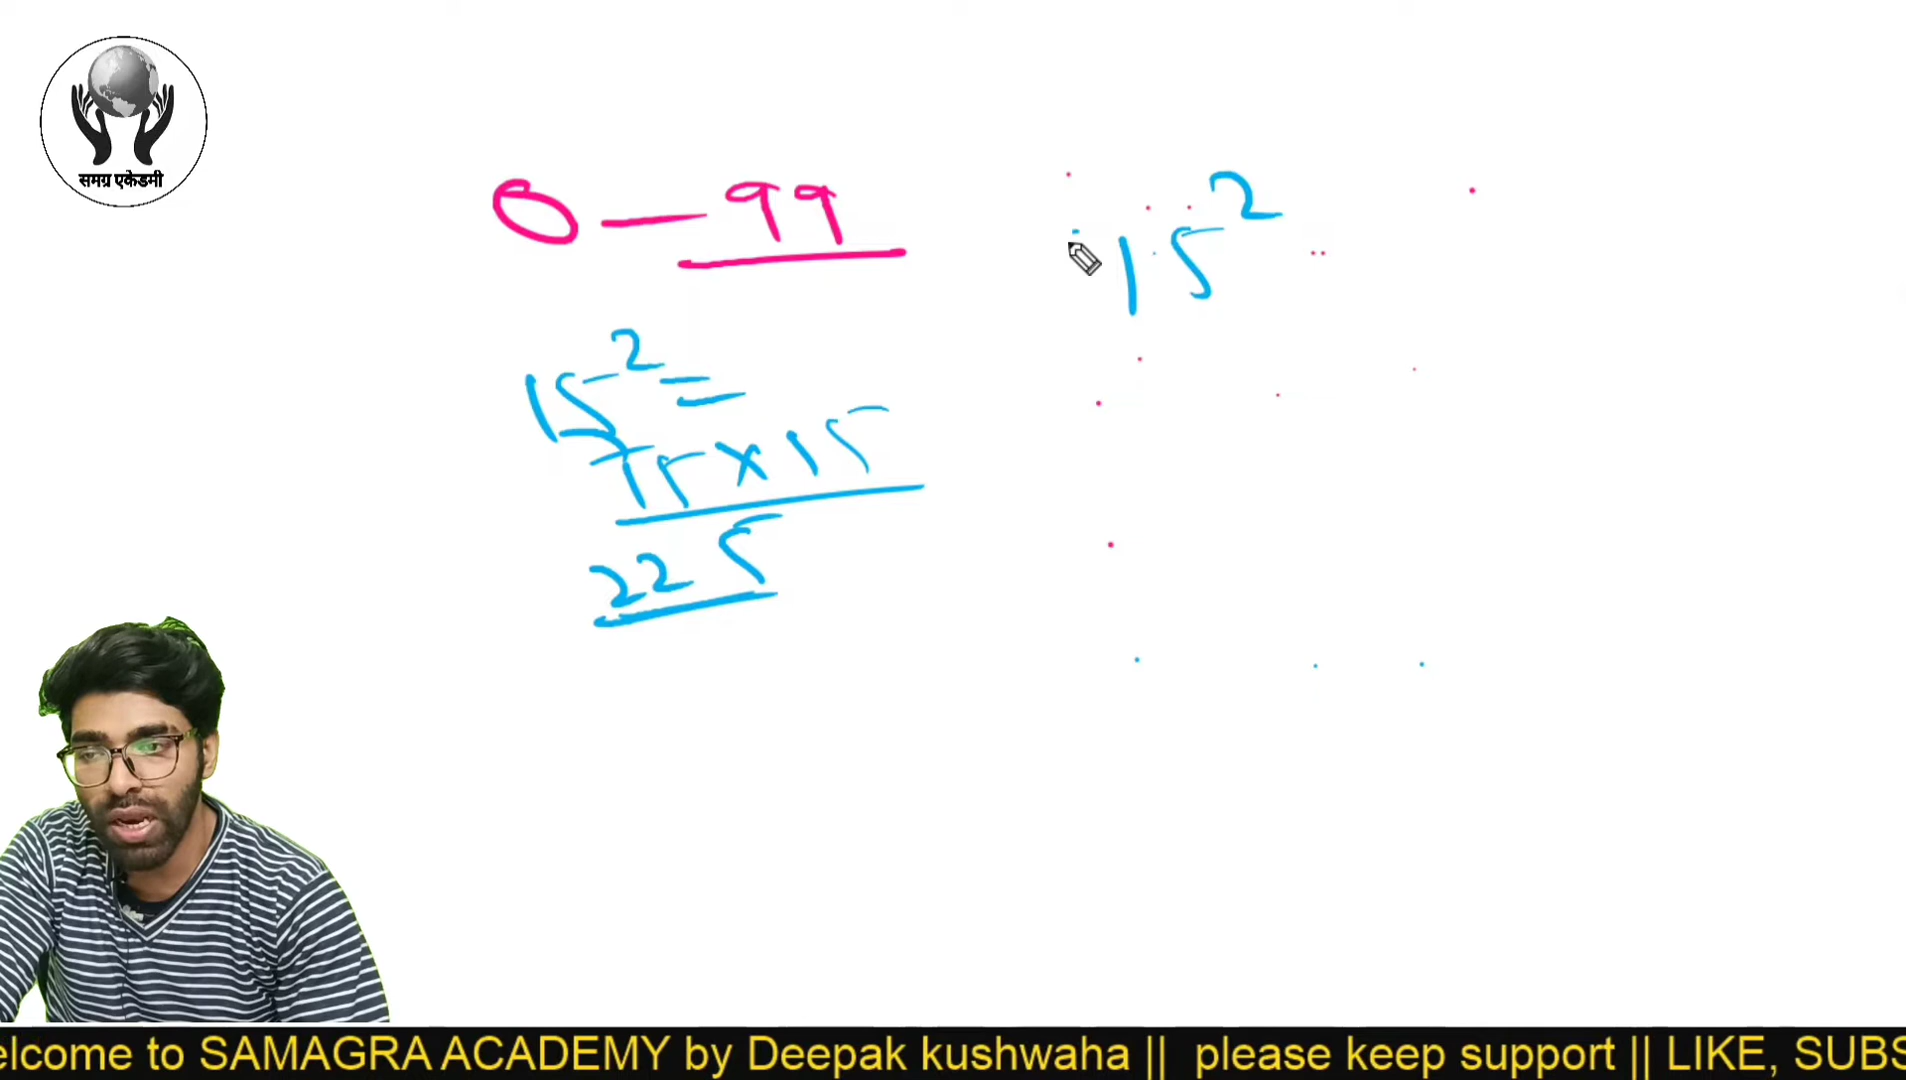 समग्र एकेडमी
0 — 99
15² =
15 × 15
225
15²
elcome to SAMAGRA ACADEMY by Deepak kushwaha || please keep support || LIKE, SUBS